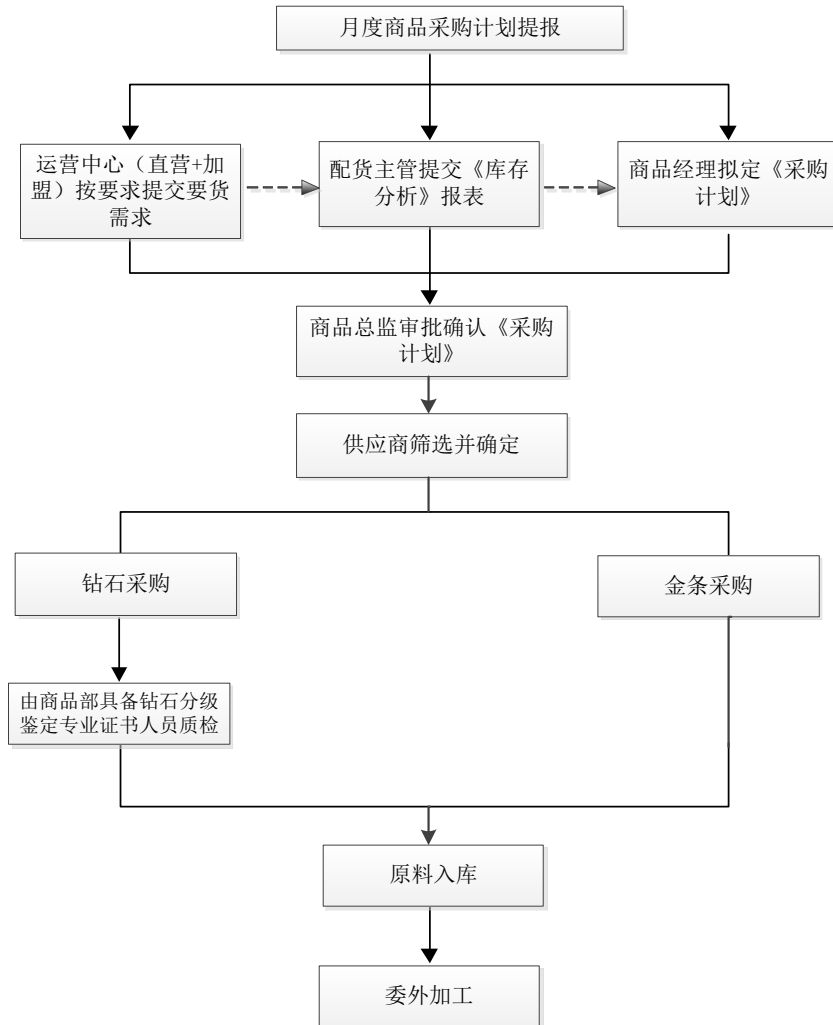 月度商品采购计划提报
运营中心（直营+加
盟）按要求提交要货
需求
配货主管提交《库存
分析》报表
商品经理拟定《采购
计划》
商品总监审批确认《采购
计划》
供应商筛选并确定
钻石采购
金条采购
由商品部具备钻石分级
鉴定专业证书人员质检
原料入库
委外加工